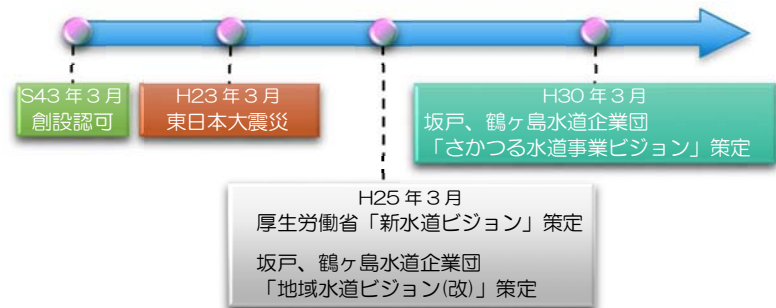 S43年3月
創設認可
H23年3月
東日本大震災
H25年3月
厚生労働省「新水道ビジョン」策定
坂戸、鶴ヶ島水道企業団
「地域水道ビジョン(改)」策定
H30年3月
坂戸、鶴ヶ島水道企業団
「さかつる水道事業ビジョン」策定